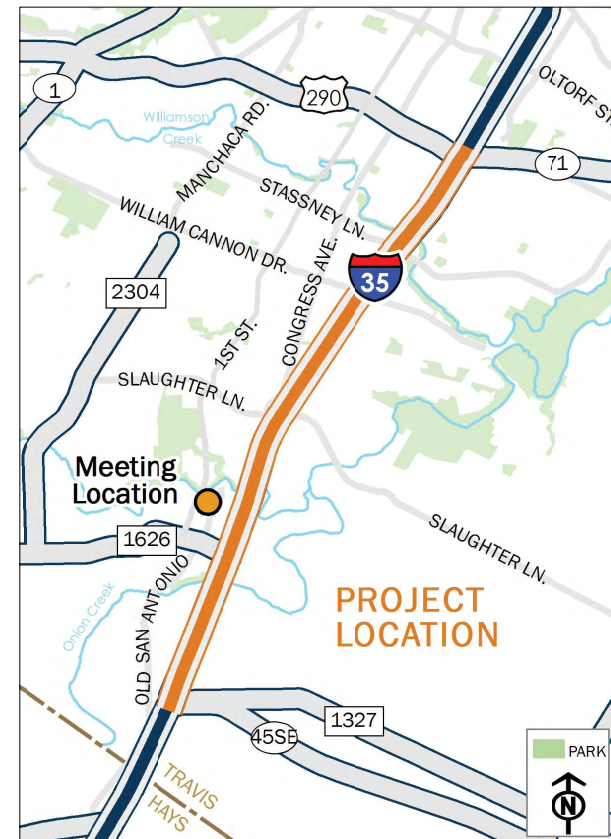 1
290
OLTORF ST.
Williamson
Creek
MANCHACA RD.
71
STASSNEY LN.
WILLIAM CANNON DR.
35
2304
CONGRESS AVE.
1ST ST.
SLAUGHTER LN.
Meeting
Location
1626
SLAUGHTER LN.
OLD SAN ANTONIO
Onion Creek
PROJECT
LOCATION
1327
45SE
TRAVIS
HAYS
PARK
N